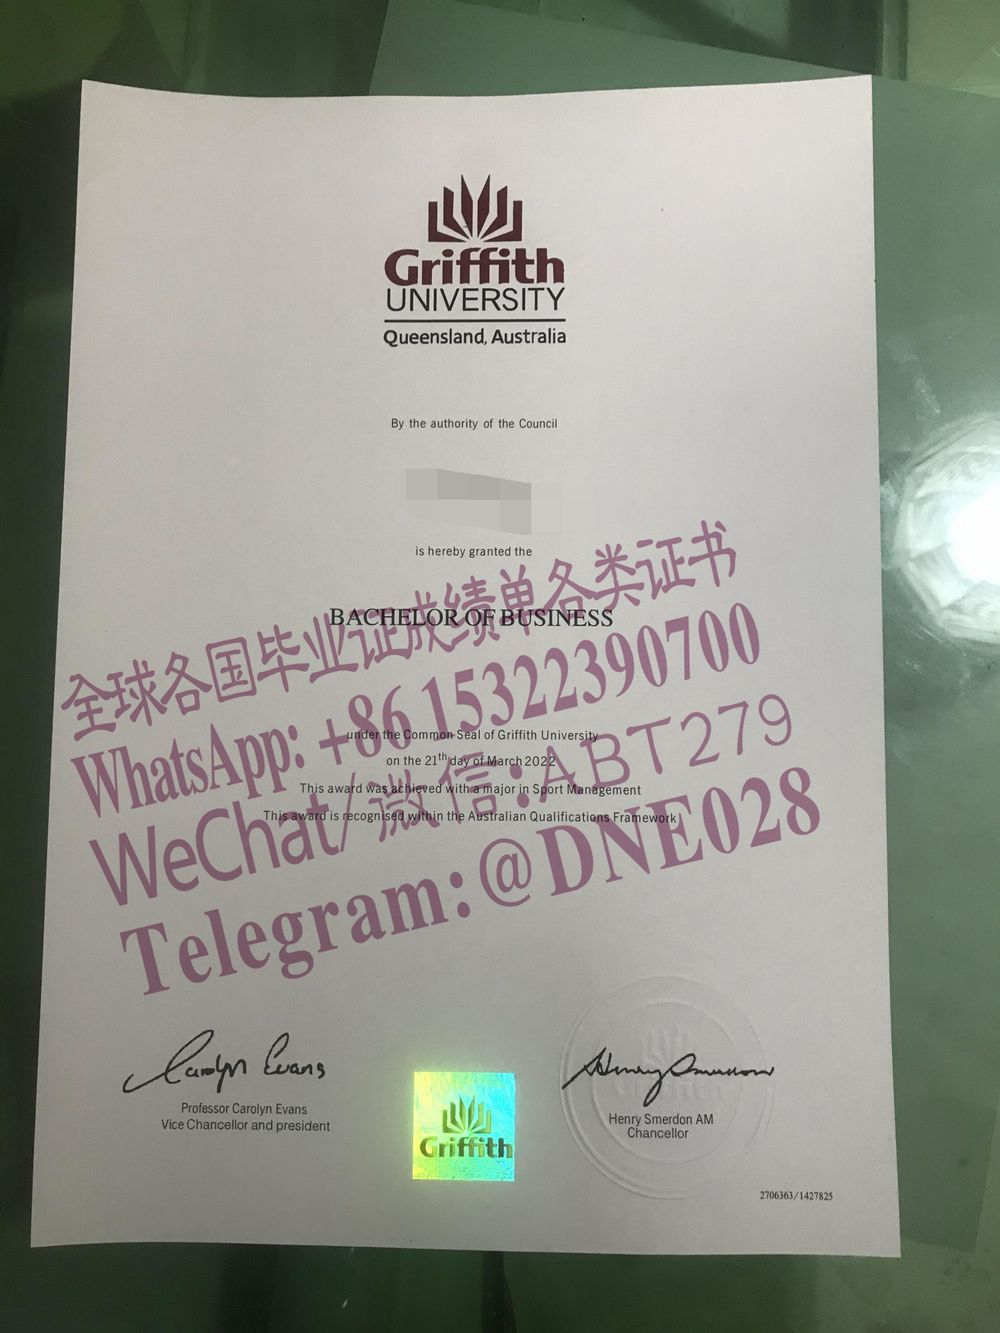 Griffith
UNIVERSITY
Queensland, Australia
By the authority of the Council
is hereby granted the
BACHELOR OF BUSINESS
全球各国毕业证成绩单各类证书
WhatsApp: +86 15322390700
under the Common Seal of Griffith University
on the 21th day of March 2022
WeChat/微信:ABT279
This award was achieved with a major in Sport Management
This award is recognised within the Australian Qualifications Framework
Telegram:@DNE028
Carolyn Evans
Professor Carolyn Evans
Vice Chancellor and president
Griffith
Henry Smerdon
Henry Smerdon AM
Chancellor
2706363/1427825